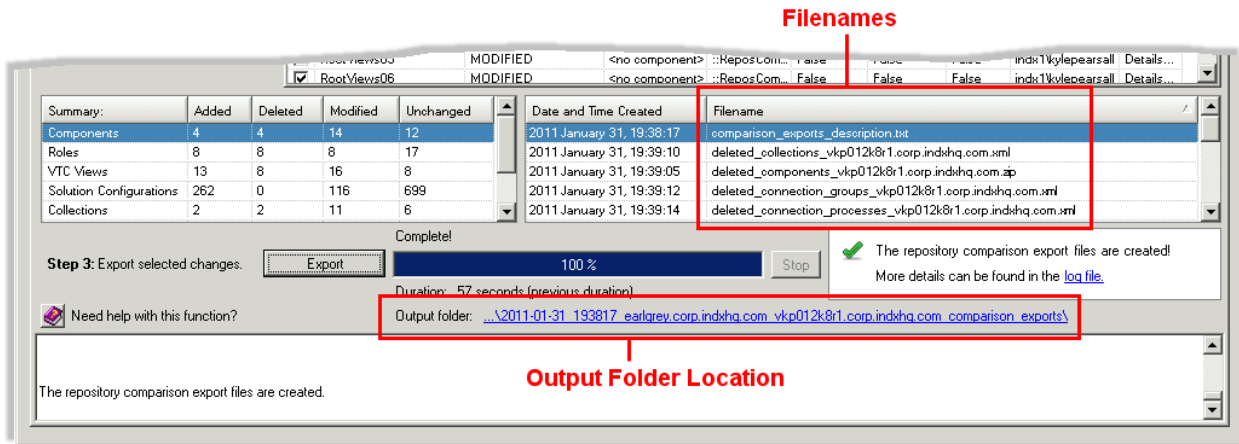 Filenames
MODIFIED <no component> ::ReposCom... False False False indx1\kylepearsall Details...
RootViews06 MODIFIED <no component> ::ReposCom... False False False indx1\kylepearsall Details...
Summary: Added Deleted Modified Unchanged Date and Time Created Filename
Components 4 4 14 12 2011 January 31, 19:38:17 comparison_exports_description.txt
Roles 8 8 8 17 2011 January 31, 19:39:10 deleted_collections_vkp012k8r1.corp.indxhq.com.xml
VTC Views 13 8 16 8 2011 January 31, 19:39:05 deleted_components_vkp012k8r1.corp.indxhq.com.zip
Solution Configurations 262 0 116 699 2011 January 31, 19:39:12 deleted_connection_groups_vkp012k8r1.corp.indxhq.com.xml
Collections 2 2 11 6 2011 January 31, 19:39:14 deleted_connection_processes_vkp012k8r1.corp.indxhq.com.xml
Complete!
Step 3: Export selected changes. Export 100 % Stop
The repository comparison export files are created!
More details can be found in the log file.
Duration: 57 seconds (previous duration)
Need help with this function? Output folder: ...\2011-01-31_193817_earlgrey.corp.indxhq.com_vkp012k8r1.corp.indxhq.com_comparison_exports\
Output Folder Location
The repository comparison export files are created.